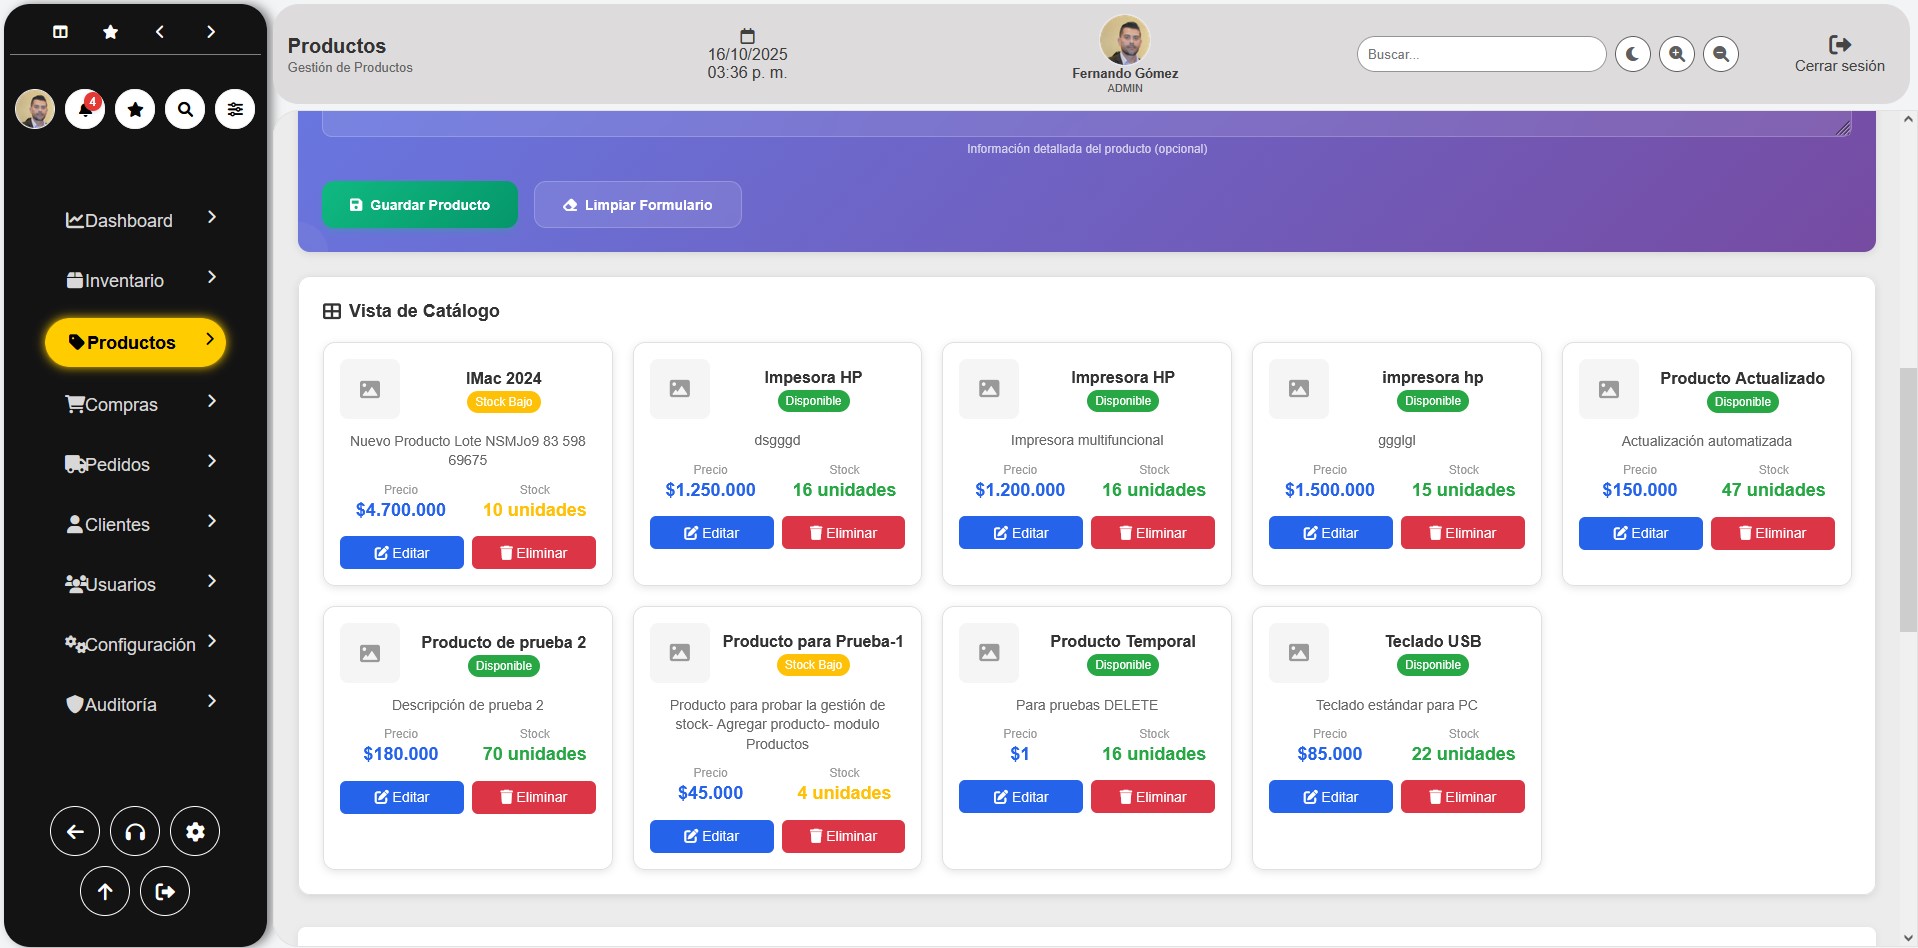 Productos
Gestión de Productos
16/10/2025
03:36 p. m.
Fernando Gómez
ADMIN
Buscar...
Cerrar sesión
4
Dashboard
Inventario
Productos
Compras
Pedidos
Clientes
Usuarios
Configuración
Auditoría
Información detallada del producto (opcional)
Guardar Producto
Limpiar Formulario
Vista de Catálogo
IMac 2024
Stock Bajo
Nuevo Producto Lote NSMJo9 83 598
69675
Precio
Stock
$4.700.000
10 unidades
Editar
Eliminar
Impesora HP
Disponible
dsgggd
Precio
Stock
$1.250.000
16 unidades
Editar
Eliminar
Impresora HP
Disponible
Impresora multifuncional
Precio
Stock
$1.200.000
16 unidades
Editar
Eliminar
impresora hp
Disponible
ggglgl
Precio
Stock
$1.500.000
15 unidades
Editar
Eliminar
Producto Actualizado
Disponible
Actualización automatizada
Precio
Stock
$150.000
47 unidades
Editar
Eliminar
Producto de prueba 2
Disponible
Descripción de prueba 2
Precio
Stock
$180.000
70 unidades
Editar
Eliminar
Producto para Prueba-1
Stock Bajo
Producto para probar la gestión de
stock- Agregar producto- modulo
Productos
Precio
Stock
$45.000
4 unidades
Editar
Eliminar
Producto Temporal
Disponible
Para pruebas DELETE
Precio
Stock
$1
16 unidades
Editar
Eliminar
Teclado USB
Disponible
Teclado estándar para PC
Precio
Stock
$85.000
22 unidades
Editar
Eliminar